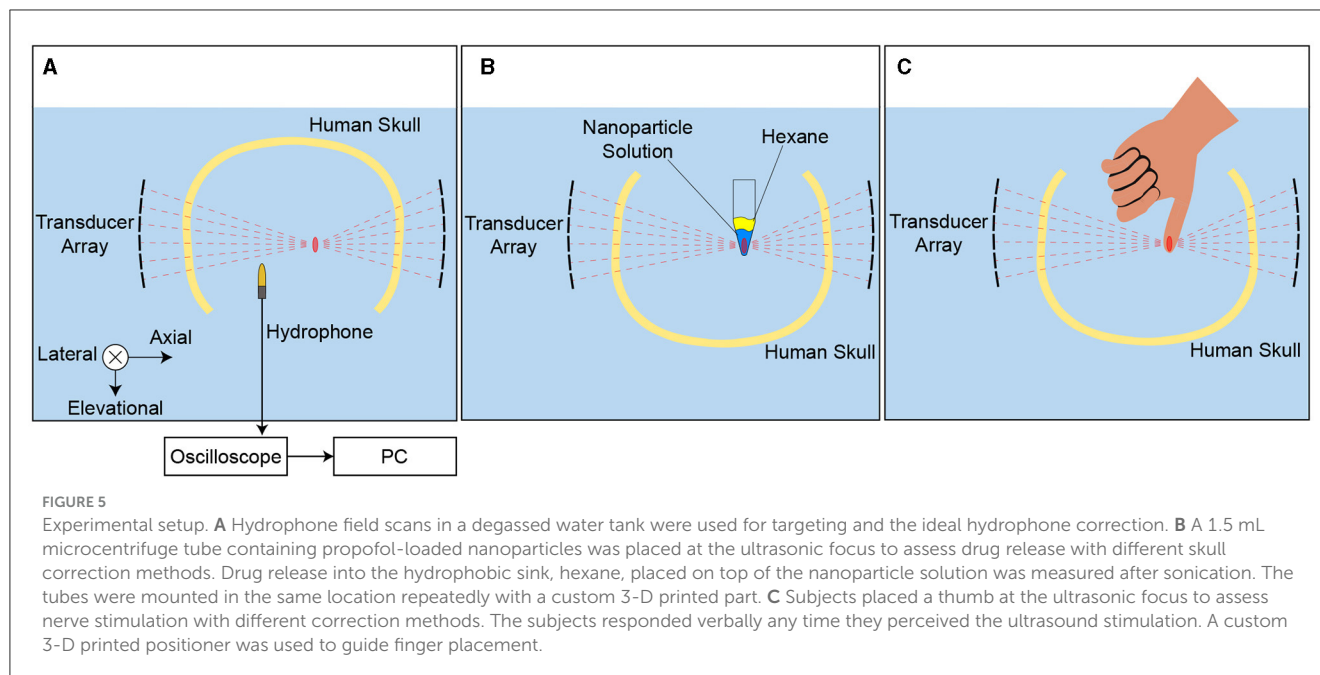 A
Human Skull
Transducer
Array
Hydrophone
Lateral
Axial
Elevational
Oscilloscope
PC
B
Nanoparticle
Solution
Hexane
Transducer
Array
Human Skull
C
Transducer
Array
Human Skull
FIGURE 5
Experimental setup. A Hydrophone field scans in a degassed water tank were used for targeting and the ideal hydrophone correction. B A 1.5 mL
microcentrifuge tube containing propofol-loaded nanoparticles was placed at the ultrasonic focus to assess drug release with different skull
correction methods. Drug release into the hydrophobic sink, hexane, placed on top of the nanoparticle solution was measured after sonication. The
tubes were mounted in the same location repeatedly with a custom 3-D printed part. C Subjects placed a thumb at the ultrasonic focus to assess
nerve stimulation with different correction methods. The subjects responded verbally any time they perceived the ultrasound stimulation. A custom
3-D printed positioner was used to guide finger placement.